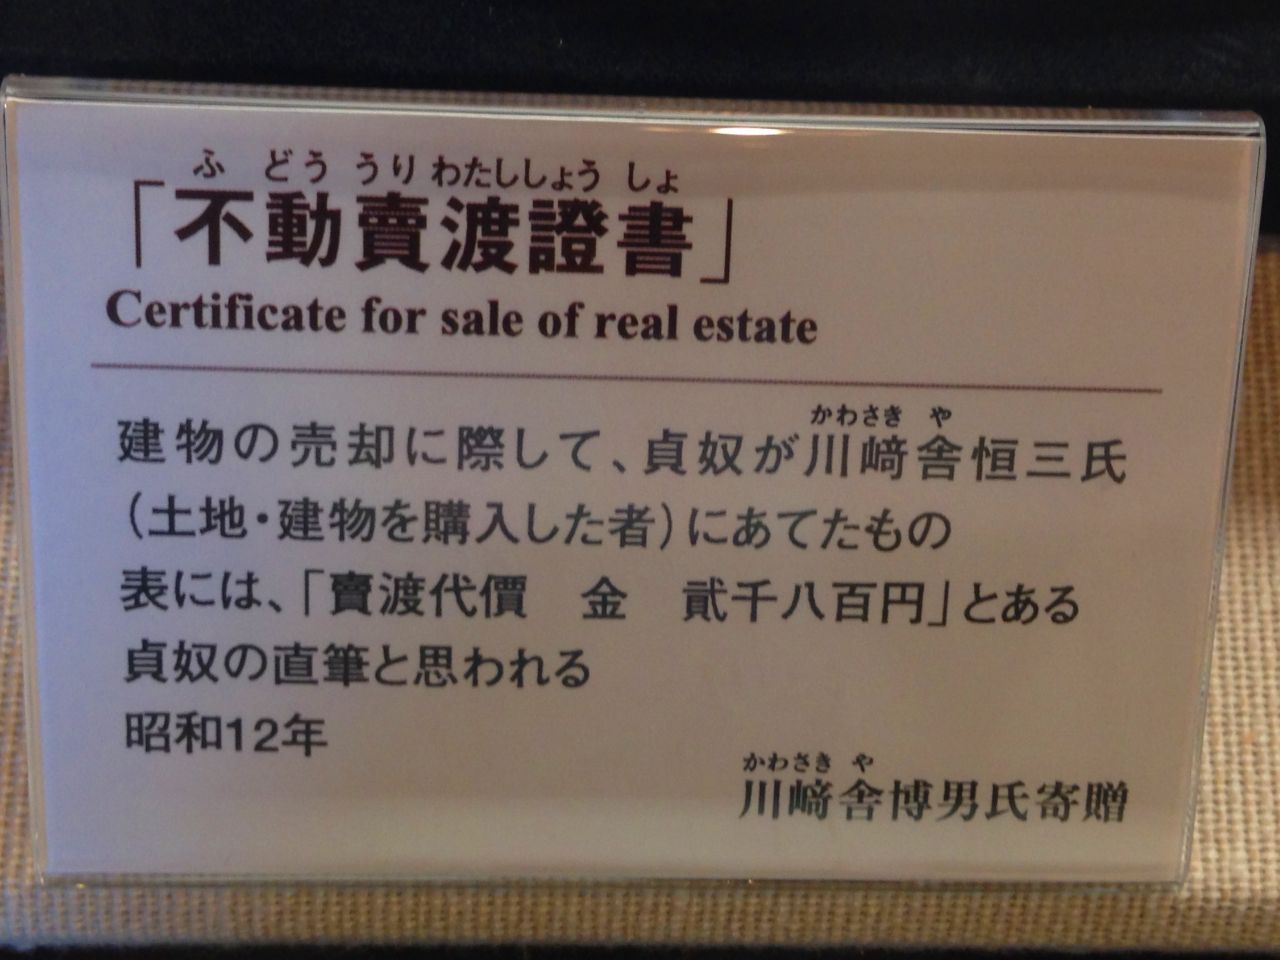 ふ どう うり わたし しょう しょ
「不動賣渡證書」
Certificate for sale of real estate
かわさき や
建物の売却に際して、貞奴が川﨑舎恒三氏
（土地・建物を購入した者）にあてたもの
表には、「賣渡代價　金　貮千八百円」とある
貞奴の直筆と思われる
昭和12年
かわさき や
川﨑舎博男氏寄贈